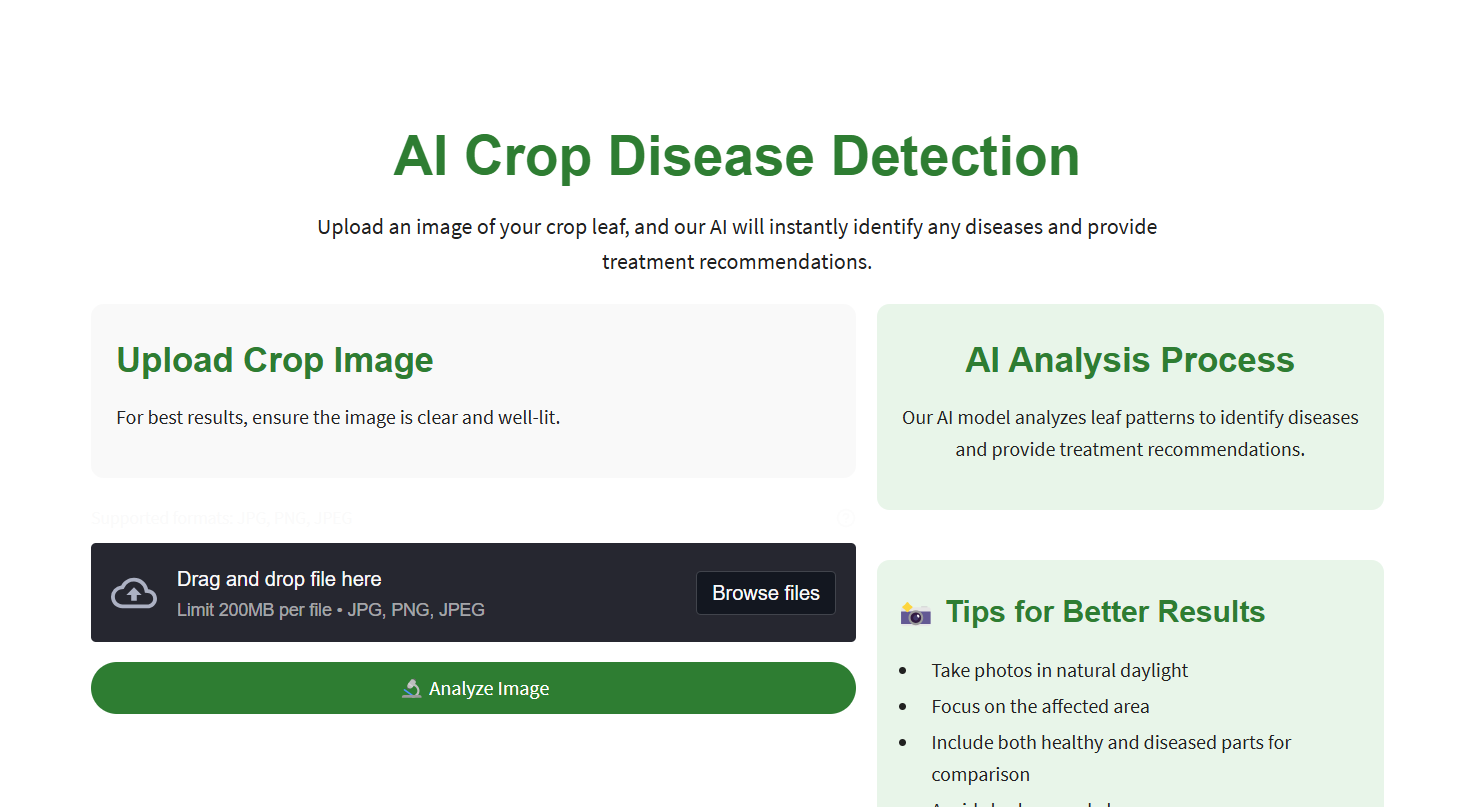 AI Crop Disease Detection
Upload an image of your crop leaf, and our AI will instantly identify any diseases and provide
treatment recommendations.
Upload Crop Image
For best results, ensure the image is clear and well-lit.
Supported formats: JPG, PNG, JPEG
Drag and drop file here
Limit 200MB per file • JPG, PNG, JPEG
Browse files
🔬 Analyze Image
AI Analysis Process
Our AI model analyzes leaf patterns to identify diseases
and provide treatment recommendations.
📸 Tips for Better Results
• Take photos in natural daylight
• Focus on the affected area
• Include both healthy and diseased parts for
comparison